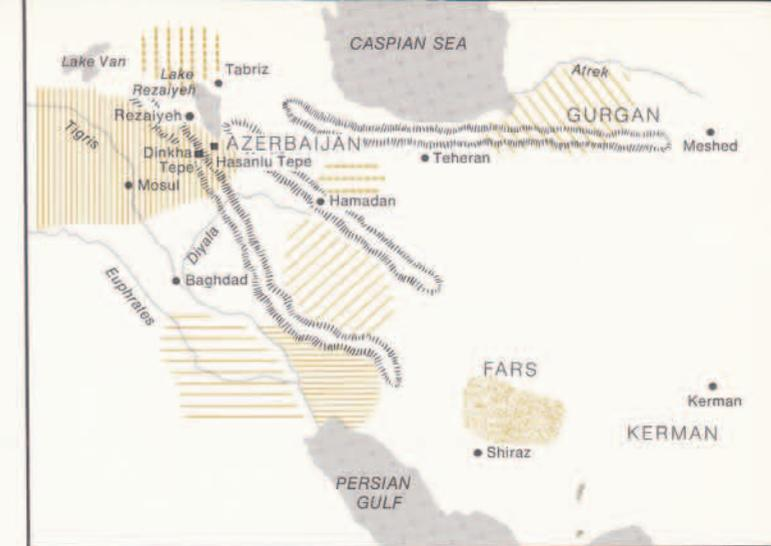 CASPIAN SEA
Lake Van
Lake
Rezaiyeh
Tabriz
Atrek
Rezaiyeh
GURGAN
Tigris
AZERBAIJAN
Meshed
Dinkha
Tepe
Hasanlu Tepe
Teheran
Mosul
Hamadan
Diyala
Baghdad
Euphrates
FARS
Kerman
KERMAN
Shiraz
PERSIAN
GULF